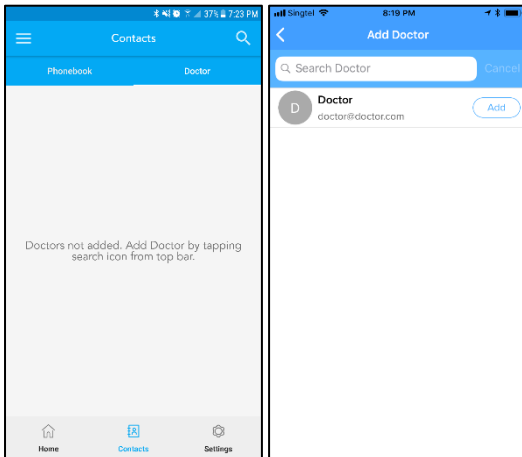 37% 7:23 PM
Contacts
Phonebook Doctor
Doctors not added. Add Doctor by tapping
search icon from top bar.
Home Contacts Settings
Singtel 8:19 PM
Add Doctor
Search Doctor Cancel
D
Doctor
doctor@doctor.com
Add